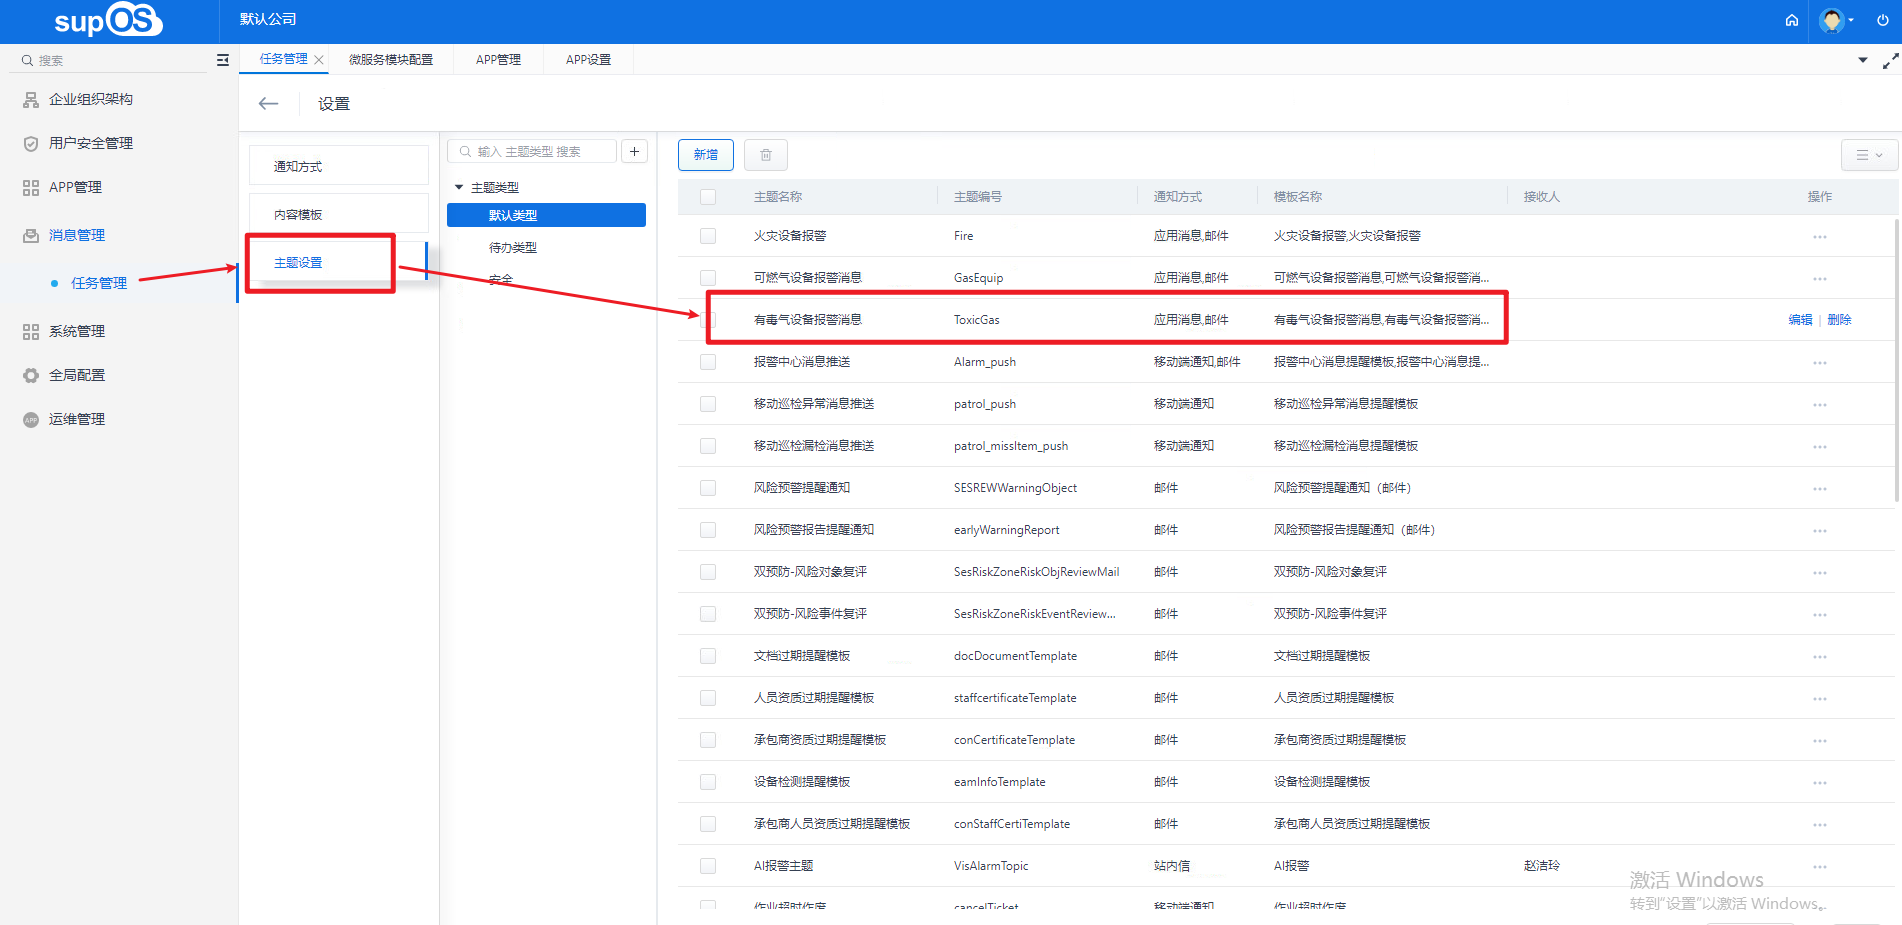 supOS
默认公司
搜索
任务管理
微服务模块配置
APP管理
APP设置
企业组织架构
用户安全管理
APP管理
消息管理
任务管理
系统管理
全局配置
APP 运维管理
设置
通知方式
内容模板
主题设置
输入 主题类型 搜索
主题类型
默认类型
待办类型
安全
新增
主题名称 主题编号 通知方式 模板名称 接收人 操作
火灾设备报警 Fire 应用消息,邮件 火灾设备报警,火灾设备报警
可燃气设备报警消息 GasEquip 应用消息,邮件 可燃气设备报警消息,可燃气设备报警消...
有毒气设备报警消息 ToxicGas 应用消息,邮件 有毒气设备报警消息,有毒气设备报警消... 编辑 | 删除
报警中心消息推送 Alarm_push 移动端通知,邮件 报警中心消息提醒模板,报警中心消息提...
移动巡检异常消息推送 patrol_push 移动端通知 移动巡检异常消息提醒模板
移动巡检漏检消息推送 patrol_missItem_push 移动端通知 移动巡检漏检消息提醒模板
风险预警提醒通知 SESREWWarningObject 邮件 风险预警提醒通知（邮件）
风险预警报告提醒通知 earlyWarningReport 邮件 风险预警报告提醒通知（邮件）
双预防-风险对象复评 SesRiskZoneRiskObjReviewMail 邮件 双预防-风险对象复评
双预防-风险事件复评 SesRiskZoneRiskEventReview... 邮件 双预防-风险事件复评
文档过期提醒模板 docDocumentTemplate 邮件 文档过期提醒模板
人员资质过期提醒模板 staffcertificateTemplate 邮件 人员资质过期提醒模板
承包商资质过期提醒模板 conCertificateTemplate 邮件 承包商资质过期提醒模板
设备检测提醒模板 eamInfoTemplate 邮件 设备检测提醒模板
承包商人员资质过期提醒模板 conStaffCertiTemplate 邮件 承包商人员资质过期提醒模板
AI报警主题 VisAlarmTopic 站内信 AI报警 赵洁玲
作业超时作废 cancelTicket 移动端通知 作业超时作废
激活 Windows
转到“设置”以激活 Windows。